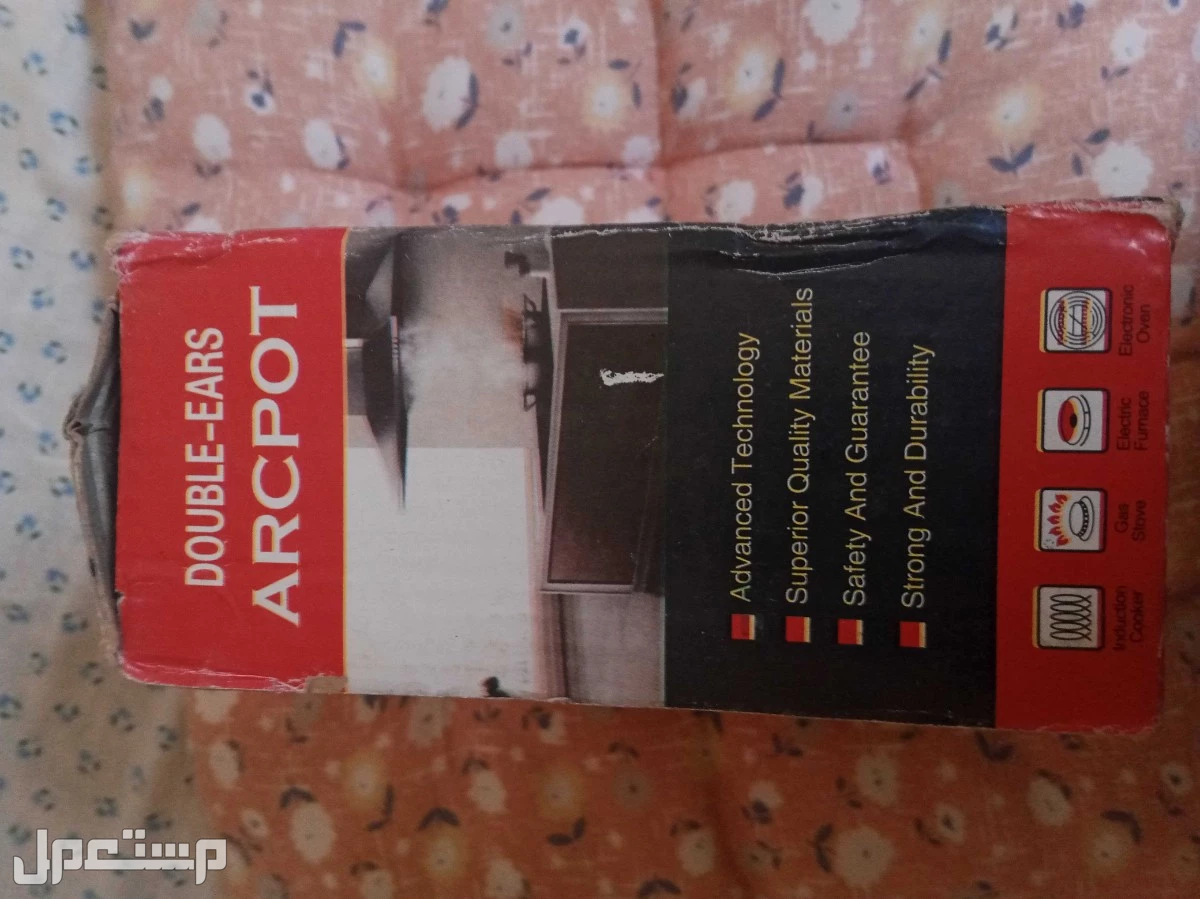 DOUBLE-EARS
ARCPOT
Advanced Technology
Superior Quality Materials
Safety And Guarantee
Strong And Durability
Induction
Cooker
Gas
Stove
Electric
Furnace
Electronic
Oven
مستعمل